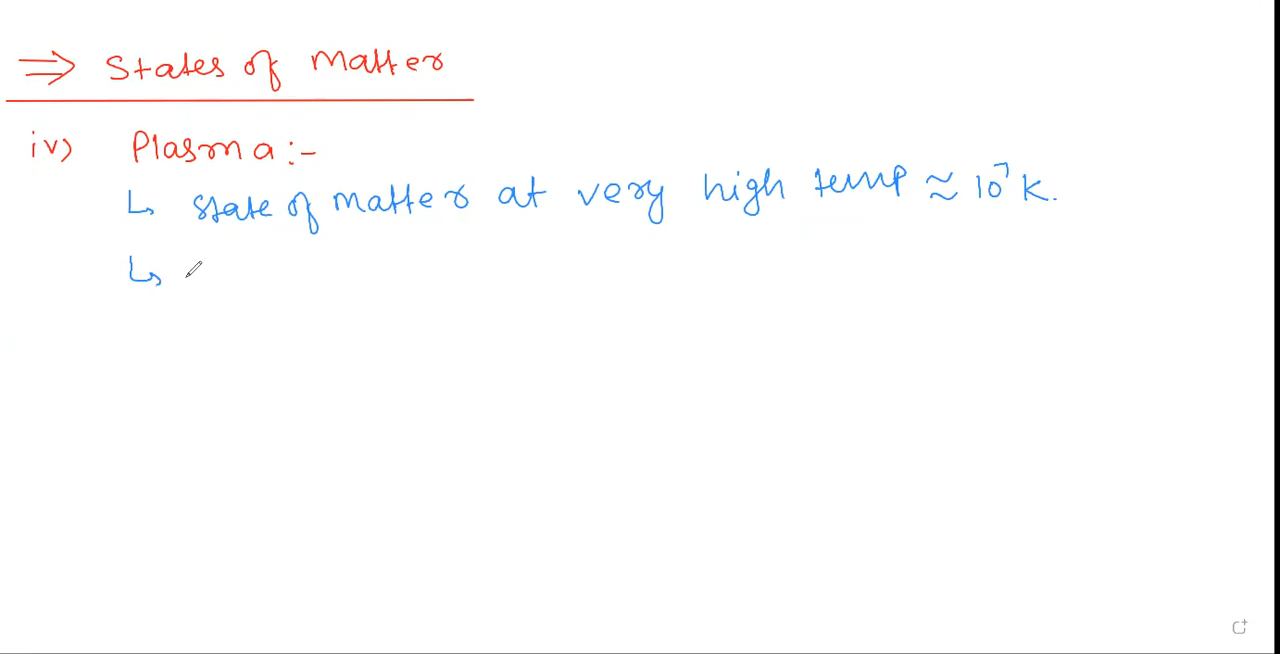 ⇒ States of Matter
iv) Plasma :-
↳ state of matter at very high temp ≈ 10⁷ K.
↳